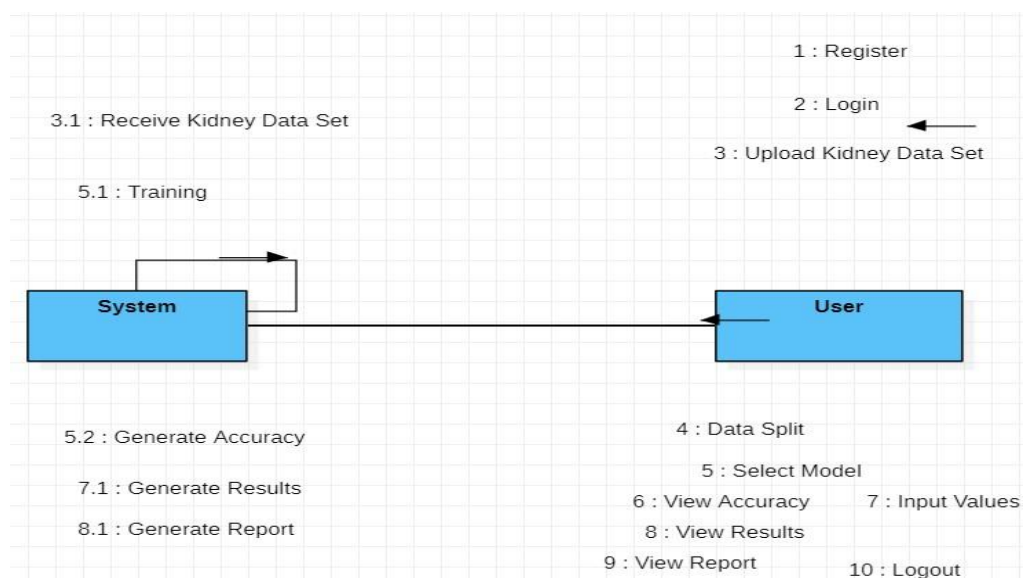 1 : Register
2 : Login
3.1 : Receive Kidney Data Set
3 : Upload Kidney Data Set
5.1 : Training
System
User
5.2 : Generate Accuracy
4 : Data Split
5 : Select Model
7.1 : Generate Results
6 : View Accuracy
7 : Input Values
8.1 : Generate Report
8 : View Results
9 : View Report
10 : Logout